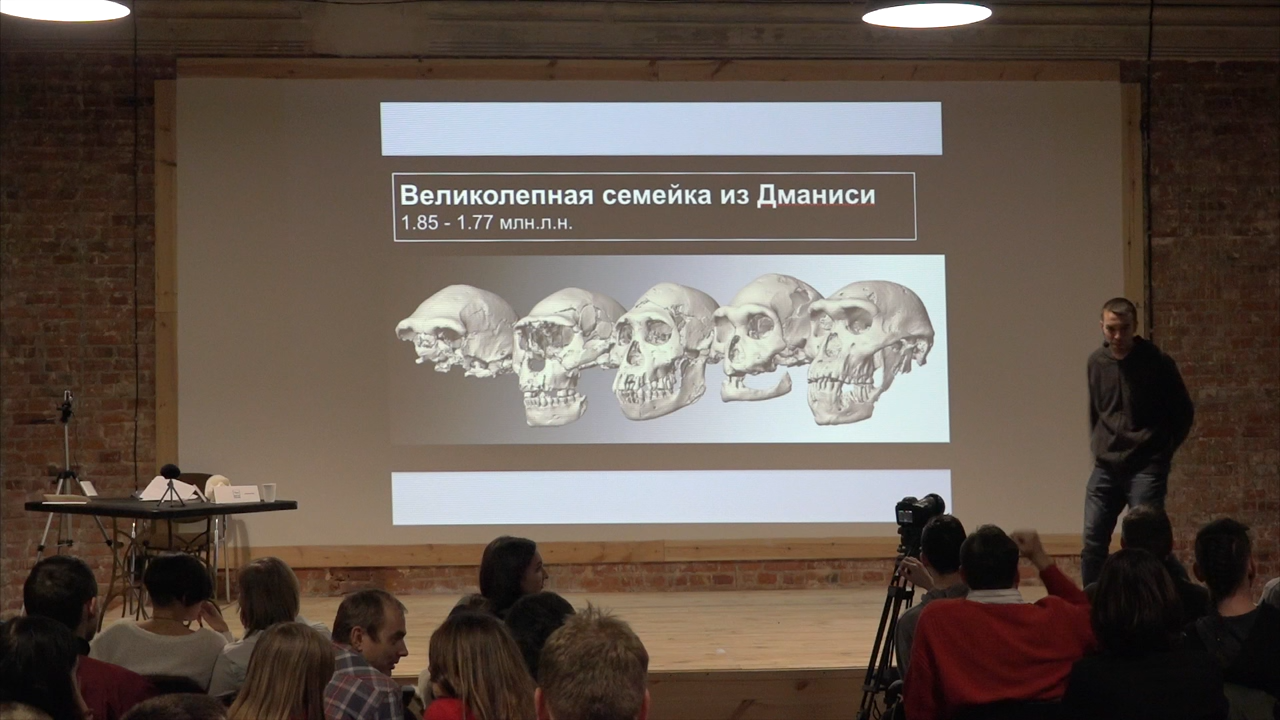 Великолепная семейка из Дманиси
1.85 - 1.77 млн.л.н.